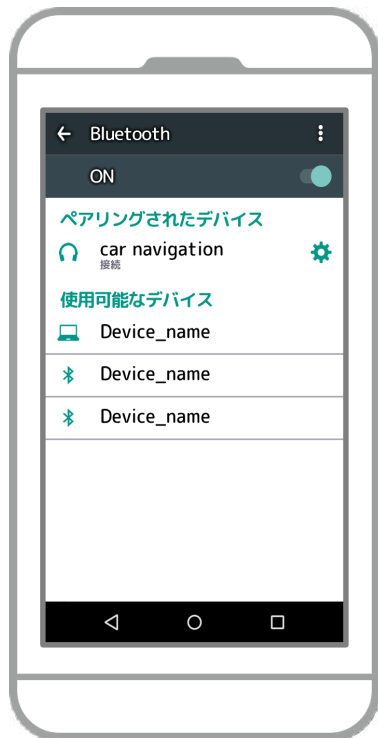 Bluetooth
ON
ペアリングされたデバイス
car navigation
接続
使用可能なデバイス
Device_name
Device_name
Device_name